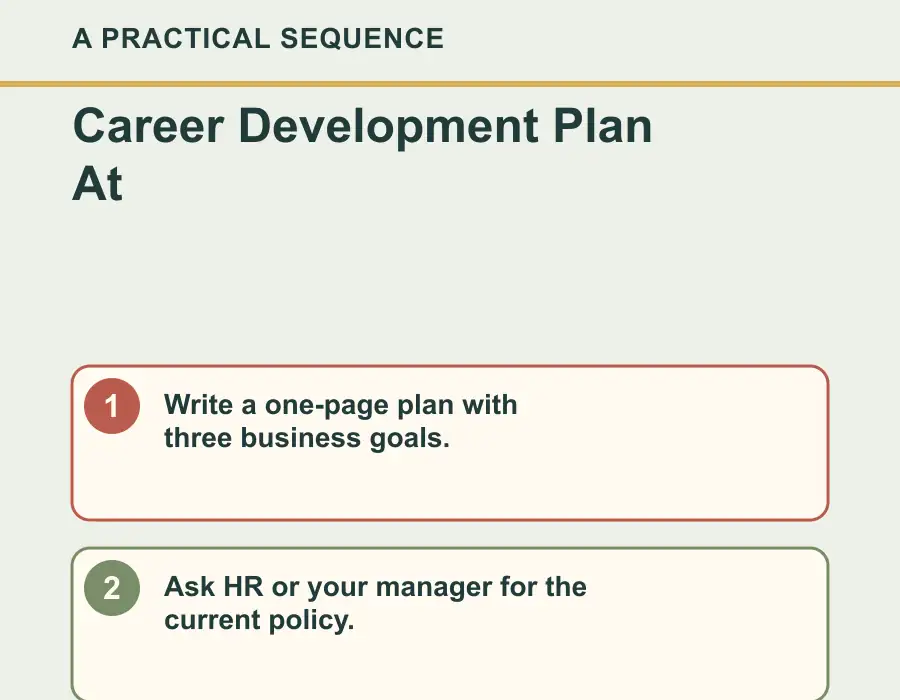 A PRACTICAL SEQUENCE
Career Development Plan
At
1
Write a one-page plan with
three business goals.
2
Ask HR or your manager for the
current policy.